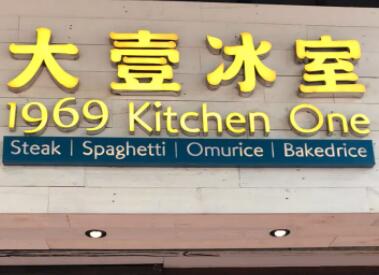 大壹冰室
1969 Kitchen One
Steak | Spaghetti | Omurice | Bakedrice